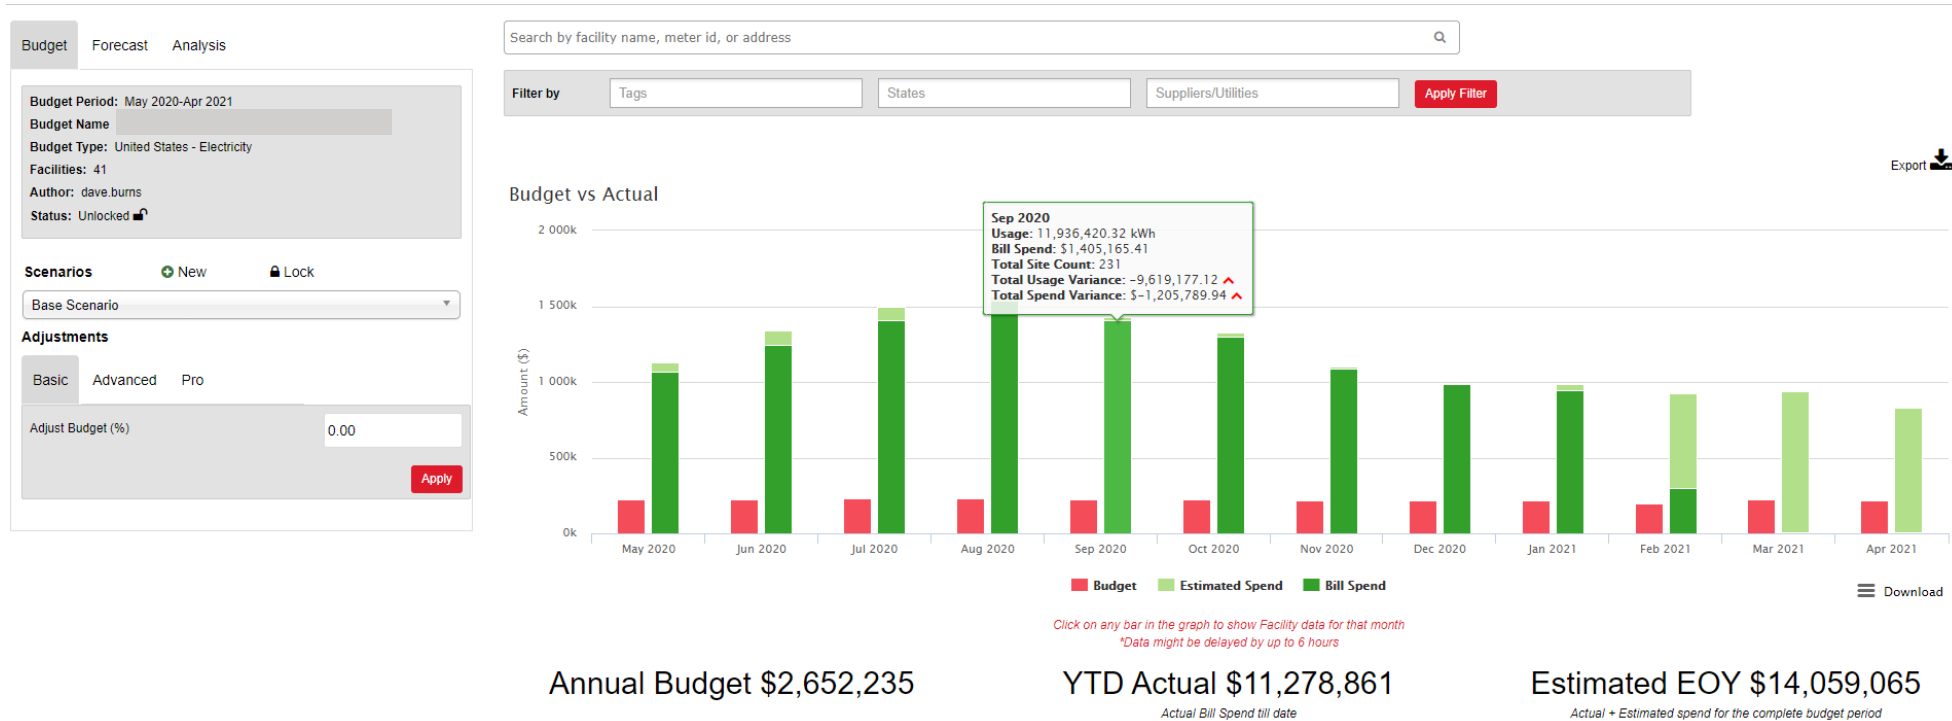 Budget Forecast Analysis
Budget Period: May 2020-Apr 2021
Budget Name
Budget Type: United States - Electricity
Facilities: 41
Author: dave.burns
Status: Unlocked
Scenarios New Lock
Base Scenario
Adjustments
Basic Advanced Pro
Adjust Budget (%) 0.00
Apply
Search by facility name, meter id, or address
Filter by Tags States Suppliers/Utilities Apply Filter
Export
Budget vs Actual
Sep 2020
Usage: 11,936,420.32 kWh
Bill Spend: $1,405,165.41
Total Site Count: 231
Total Usage Variance: -9,619,177.12
Total Spend Variance: $-1,205,789.94
Amount ($)
2 000k
1 500k
1 000k
500k
0k
May 2020 Jun 2020 Jul 2020 Aug 2020 Sep 2020 Oct 2020 Nov 2020 Dec 2020 Jan 2021 Feb 2021 Mar 2021 Apr 2021
Budget Estimated Spend Bill Spend
Download
Click on any bar in the graph to show Facility data for that month
*Data might be delayed by up to 6 hours
Annual Budget $2,652,235
YTD Actual $11,278,861
Actual Bill Spend till date
Estimated EOY $14,059,065
Actual + Estimated spend for the complete budget period